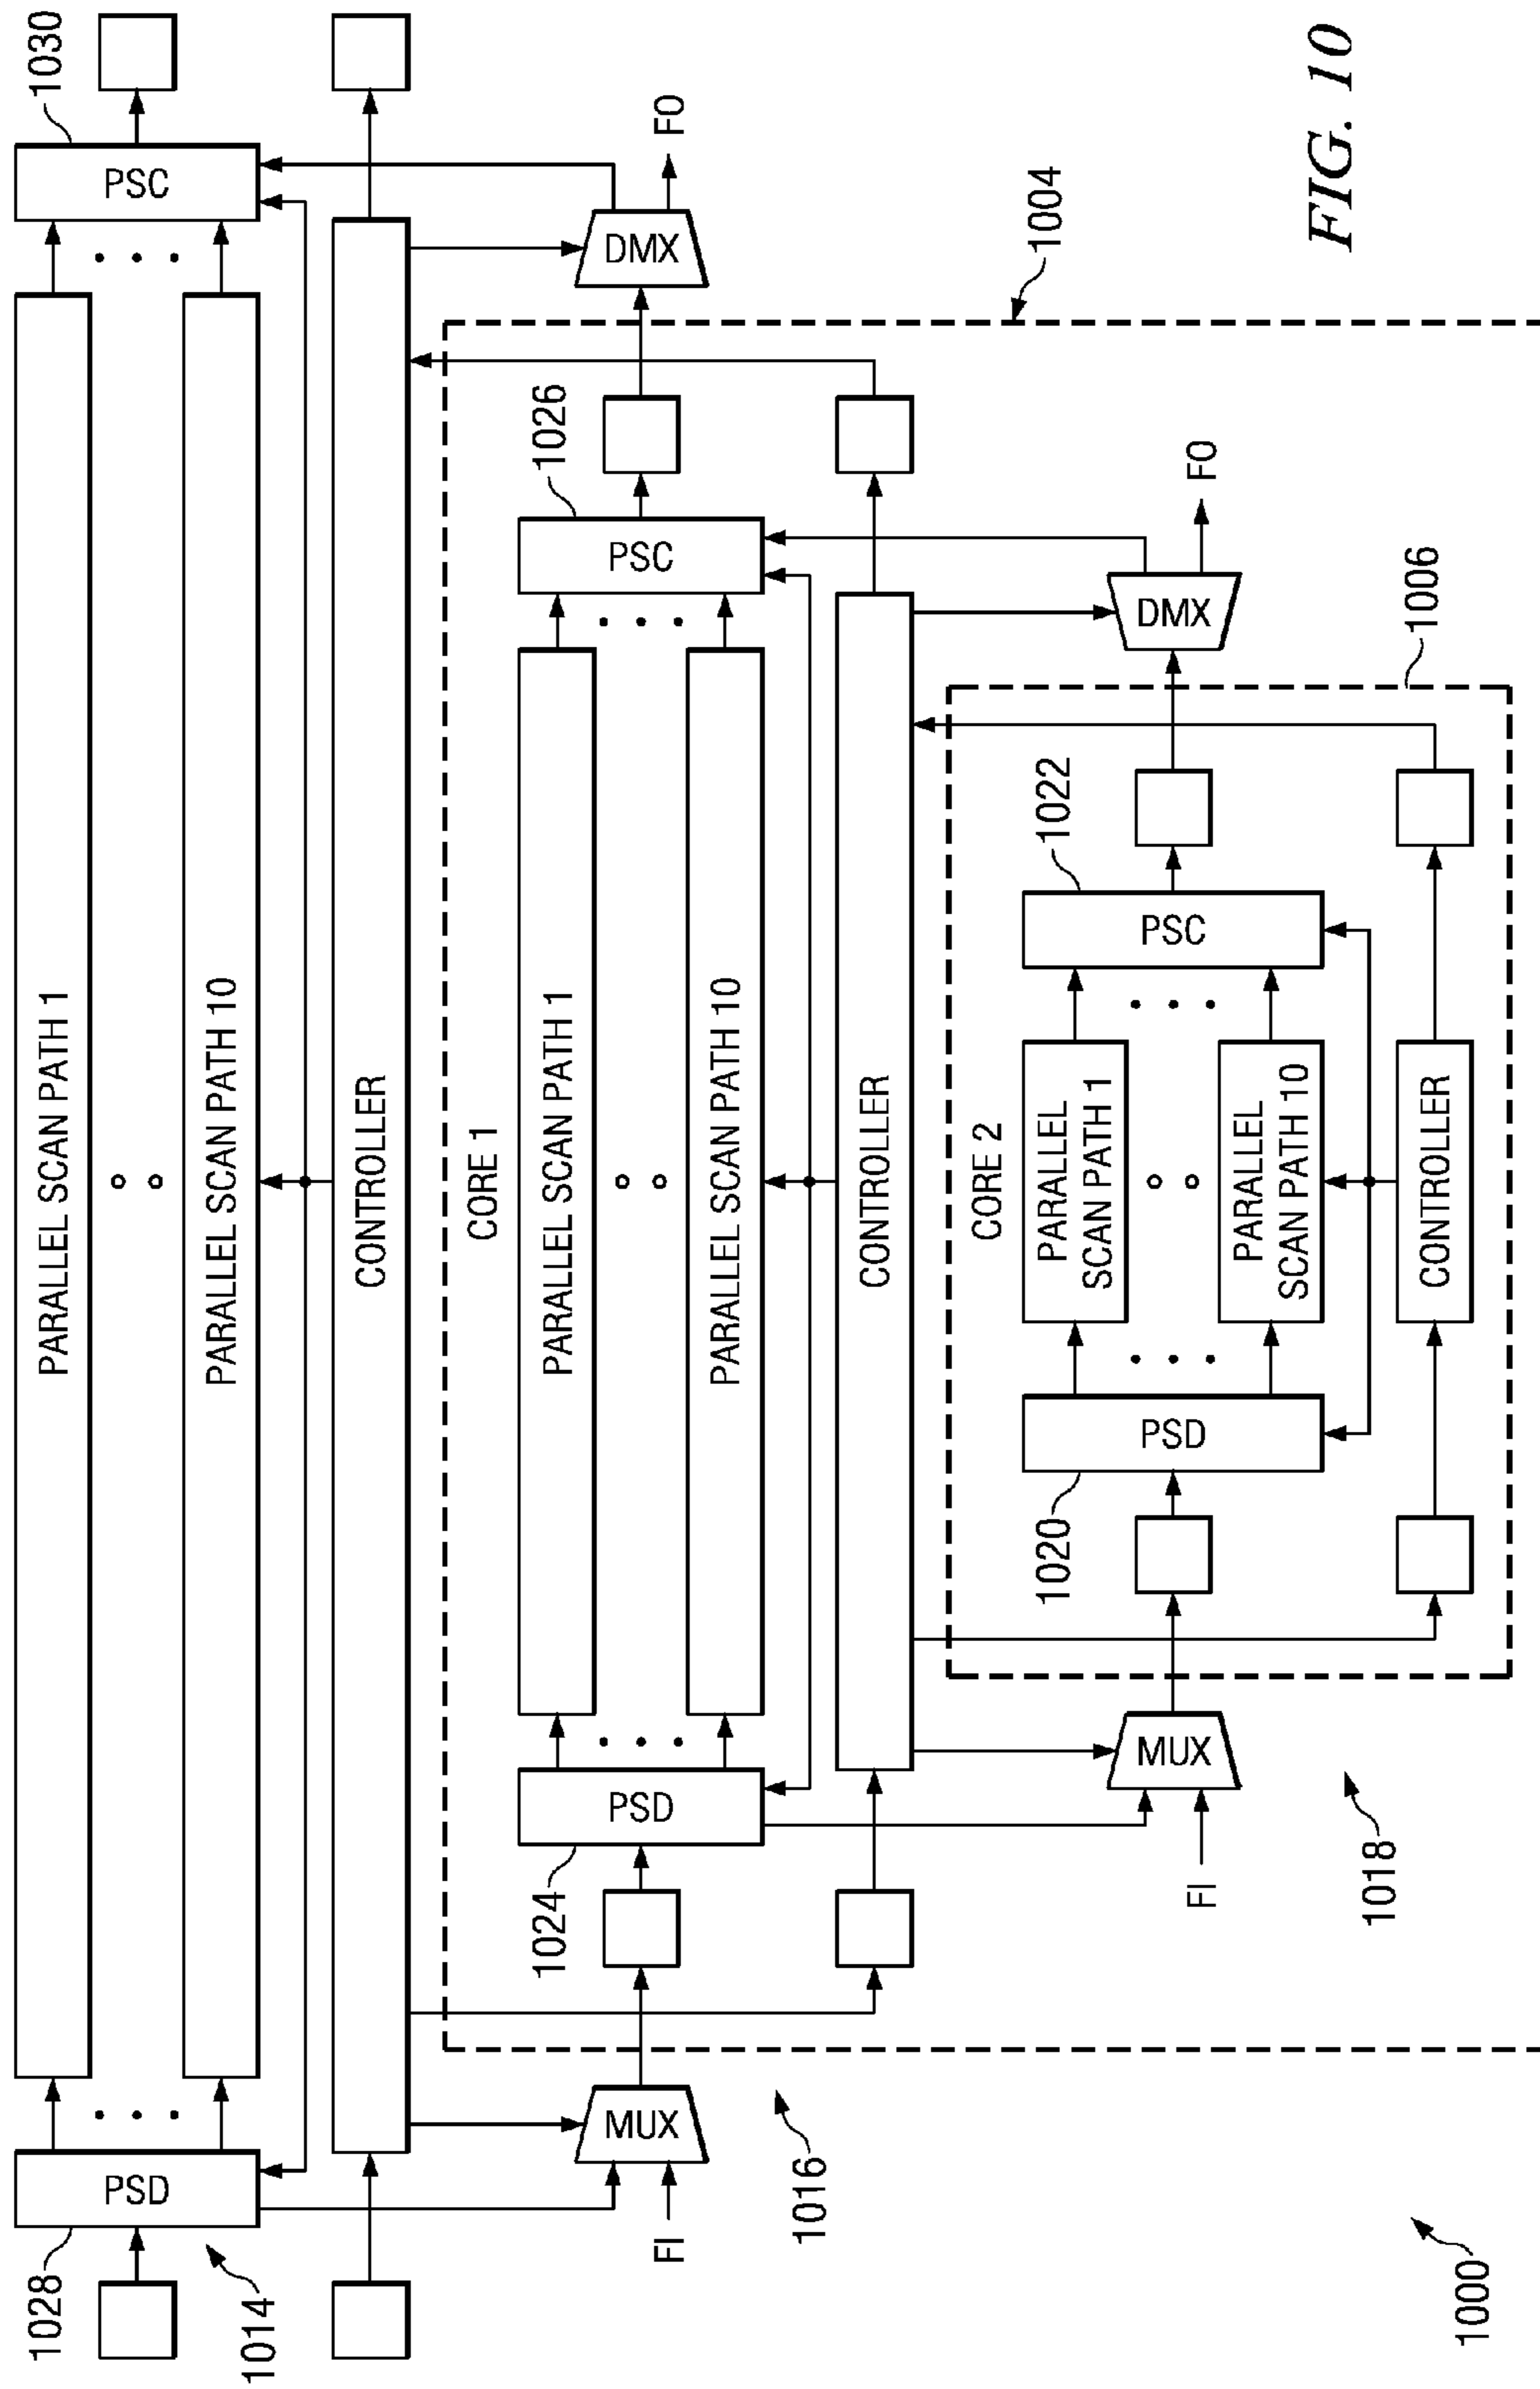 1028
PSD
PARALLEL SCAN PATH 1
PSC
1030
PARALLEL SCAN PATH 10
1014
CONTROLLER
MUX
FI
1016
DMX
FO
1004
CORE 1
1024
PSD
PARALLEL SCAN PATH 1
PSC
1026
PARALLEL SCAN PATH 10
CONTROLLER
MUX
FI
1018
DMX
FO
1006
CORE 2
1020
PSD
PARALLEL
SCAN PATH 1
PSC
1022
PARALLEL
SCAN PATH 10
CONTROLLER
1000
FIG. 10